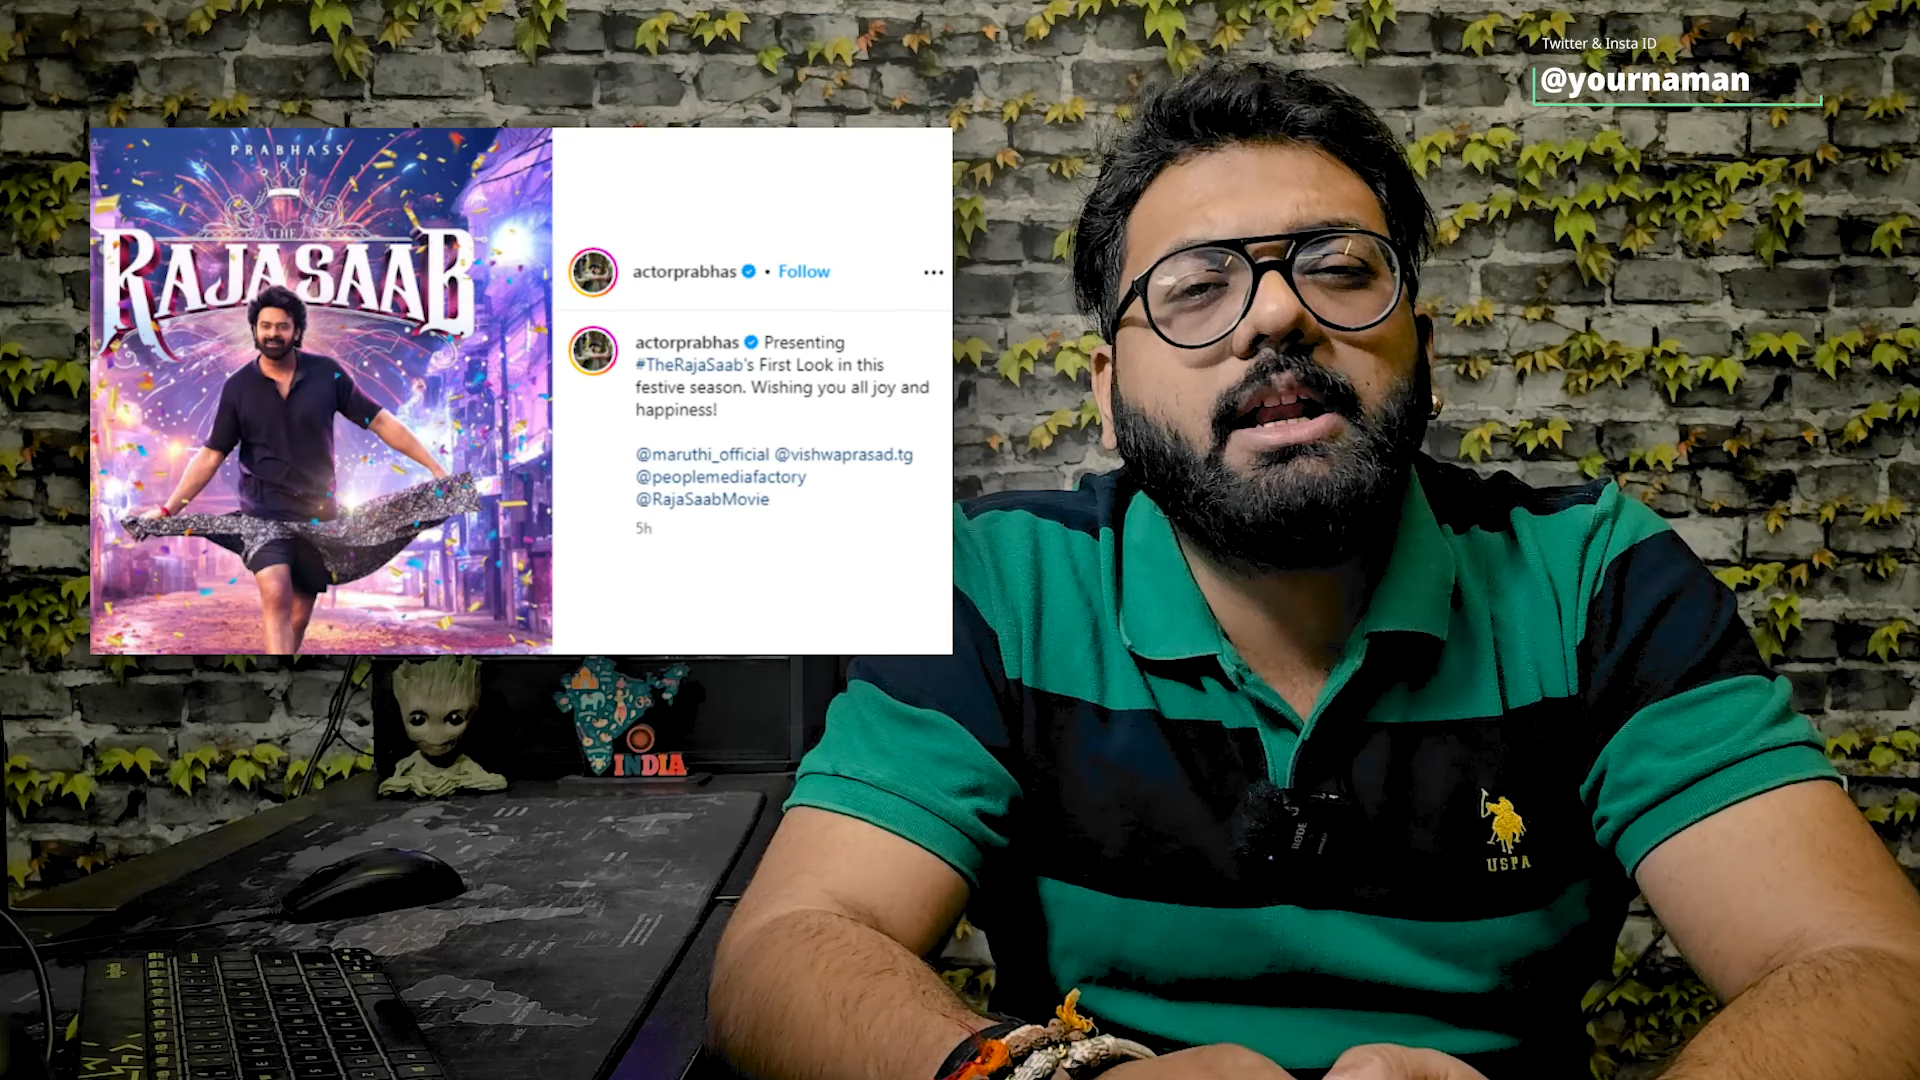 Twitter & Insta ID
@yournaman
PRABHASS
THE
RAJASAAB
actorprabhas • Follow
actorprabhas Presenting
#TheRajaSaab's First Look in this
festive season. Wishing you all joy and
happiness!
@maruthi_official @vishwaprasad.tg
@peoplemediafactory
@RajaSaabMovie
5h
INDIA
RODE
USPA